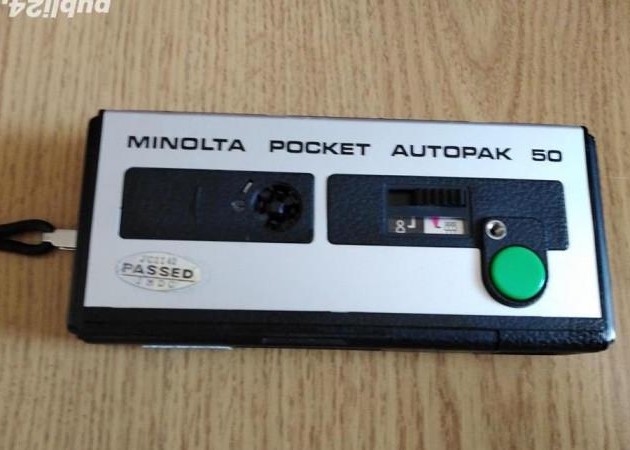 publi24.
MINOLTA POCKET AUTOPAK 50
PASSED